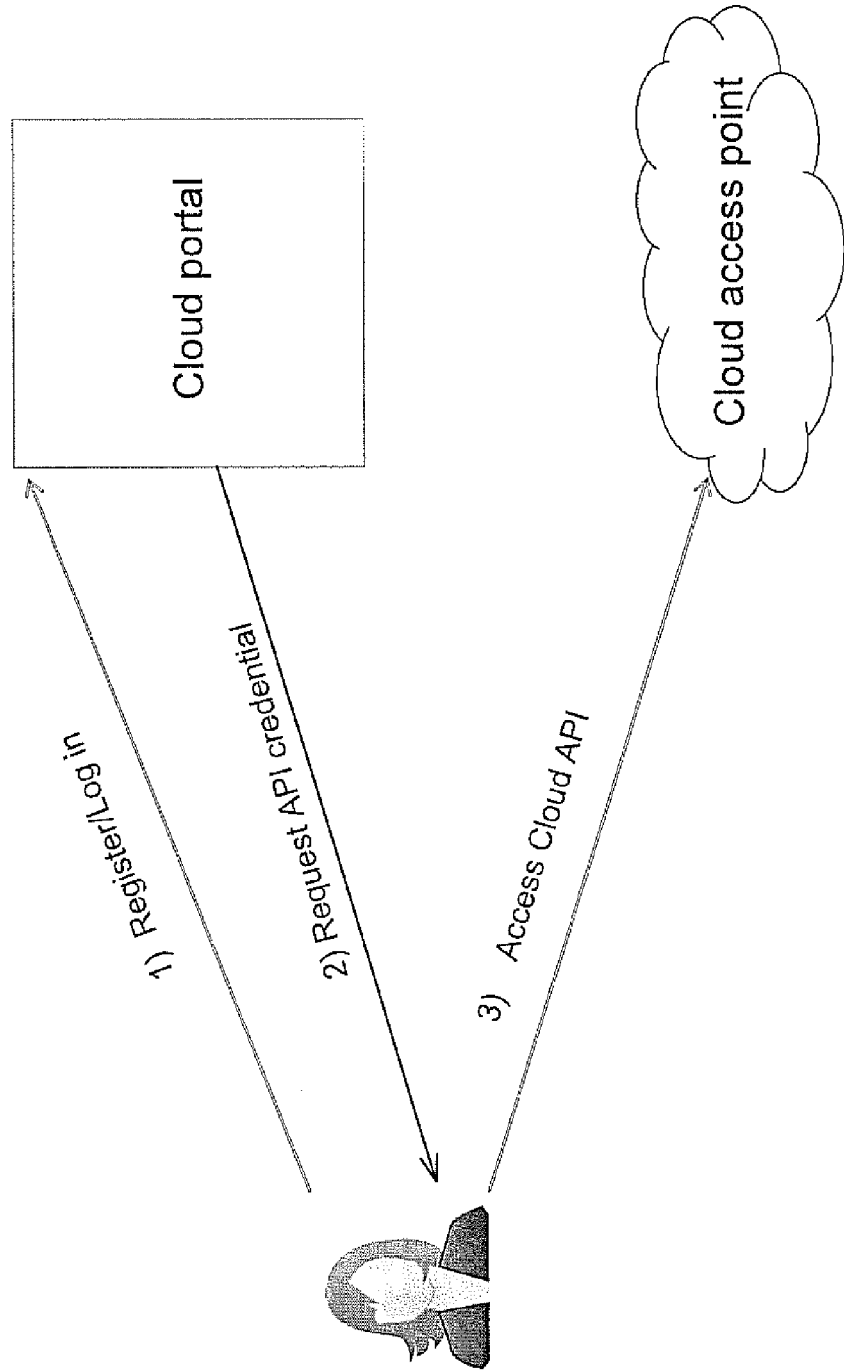 Cloud portal
1) Register/Log in
2) Request API credential
3) Access Cloud API
Cloud access point